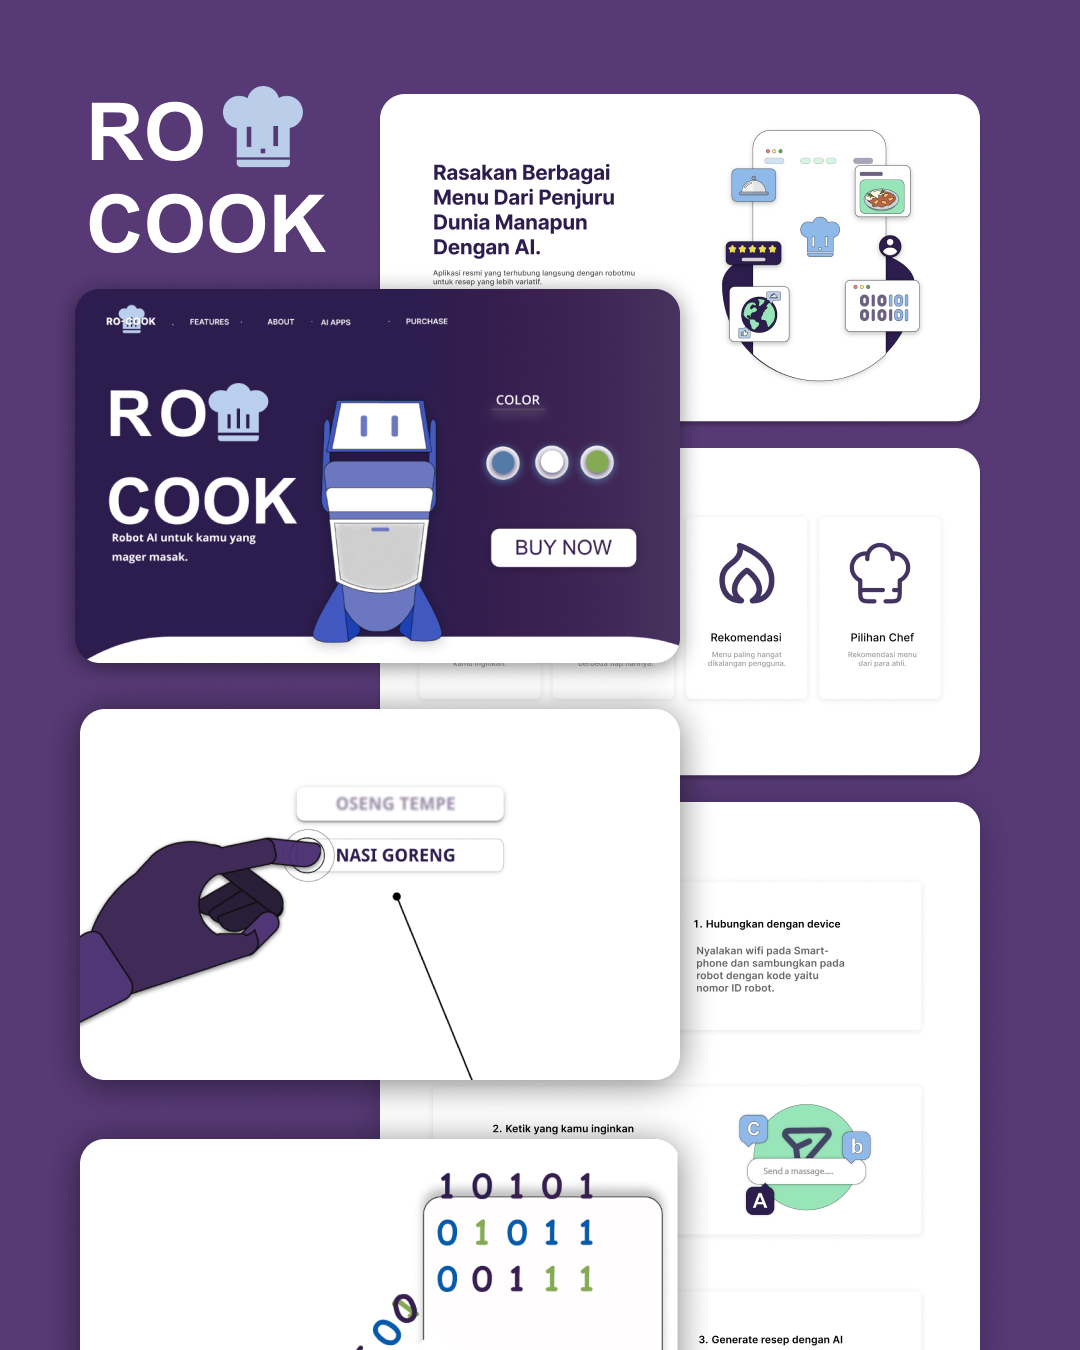 RO
COOK
Rasakan Berbagai
Menu Dari Penjuru
Dunia Manapun
Dengan AI.
Aplikasi resmi yang terhubung langsung dengan robotmu
untuk resep yang lebih variatif.
010101
010101
RO COOK
FEATURES
ABOUT
AI APPS
PURCHASE
RO
COOK
Robot AI untuk kamu yang
mager masak.
COLOR
BUY NOW
kamu inginkan.
berbeda tiap harinya.
Rekomendasi
Menu paling hangat
dikalangan pengguna.
Pilihan Chef
Rekomendasi menu
dari para ahli.
OSENG TEMPE
NASI GORENG
1. Hubungkan dengan device
Nyalakan wifi pada Smart-
phone dan sambungkan pada
robot dengan kode yaitu
nomor ID robot.
2. Ketik yang kamu inginkan
C
b
Send a massage....
A
1 0 1 0 1
0 1 0 1 1
0 0 1 1 1
0 0
3. Generate resep dengan AI